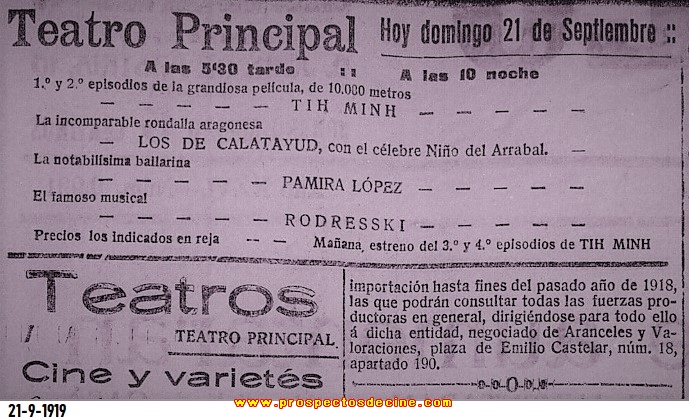 Teatro Principal
Hoy domingo 21 de Septiembre ::
A las 5'30 tarde :: A las 10 noche
1.º y 2.º episodios de la grandiosa película, de 10.000 metros
— — — — — TIH MINH — — — — —
La incomparable rondalla aragonesa
— LOS DE CALATAYUD, con el célebre Niño del Arrabal. —
La notabilísima bailarina
— — — — — PAMIRA LÓPEZ — — — — —
El famoso musical
— — — — — RODRESSKI — — — — —
Precios los indicados en reja — — Mañana, estreno del 3.º y 4.º episodios de TIH MINH
Teatros
TEATRO PRINCIPAL.
Cine y varietés
importación hasta fines del pasado año de 1918,
las que podrán consultar todas las fuerzas pro-
ductoras en general, dirigiéndose para todo ello
á dicha entidad, negociado de Aranceles y Va-
loraciones, plaza de Emilio Castelar, núm. 18,
apartado 190.
21-9-1919
www.prospectosdecine.com